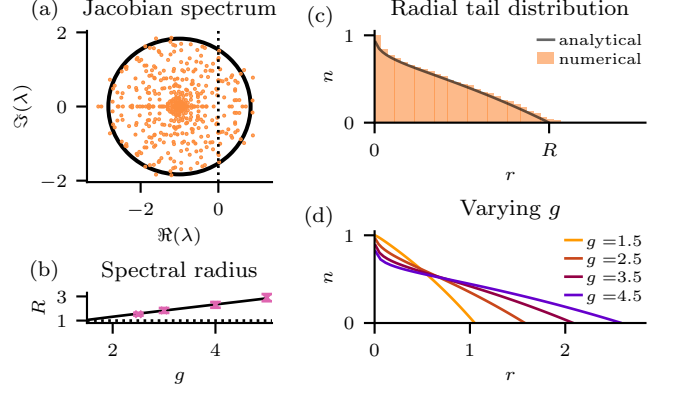 (a) Jacobian spectrum
2
0
−2
ℑ(λ)
−2 0
ℜ(λ)
(b) Spectral radius
3
1
R
2 4
g
(c) Radial tail distribution
1
0
n
analytical
numerical
0 R
r
(d) Varying g
1
0
n
g =1.5
g =2.5
g =3.5
g =4.5
0 1 2
r